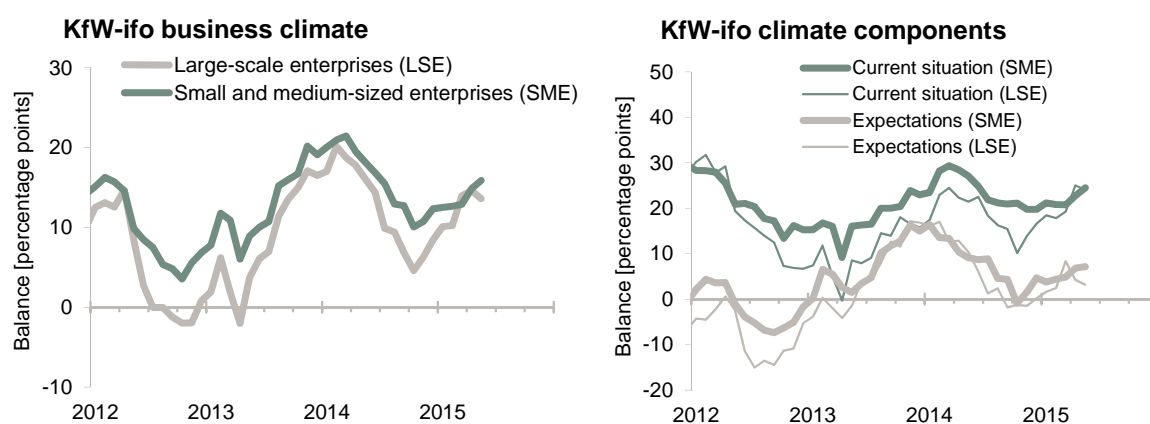 KfW-ifo business climate
Large-scale enterprises (LSE)
Small and medium-sized enterprises (SME)
Balance [percentage points]
30
20
10
0
-10
2012 2013 2014 2015
KfW-ifo climate components
Current situation (SME)
Current situation (LSE)
Expectations (SME)
Expectations (LSE)
Balance [percentage points]
50
40
30
20
10
0
-10
-20
2012 2013 2014 2015